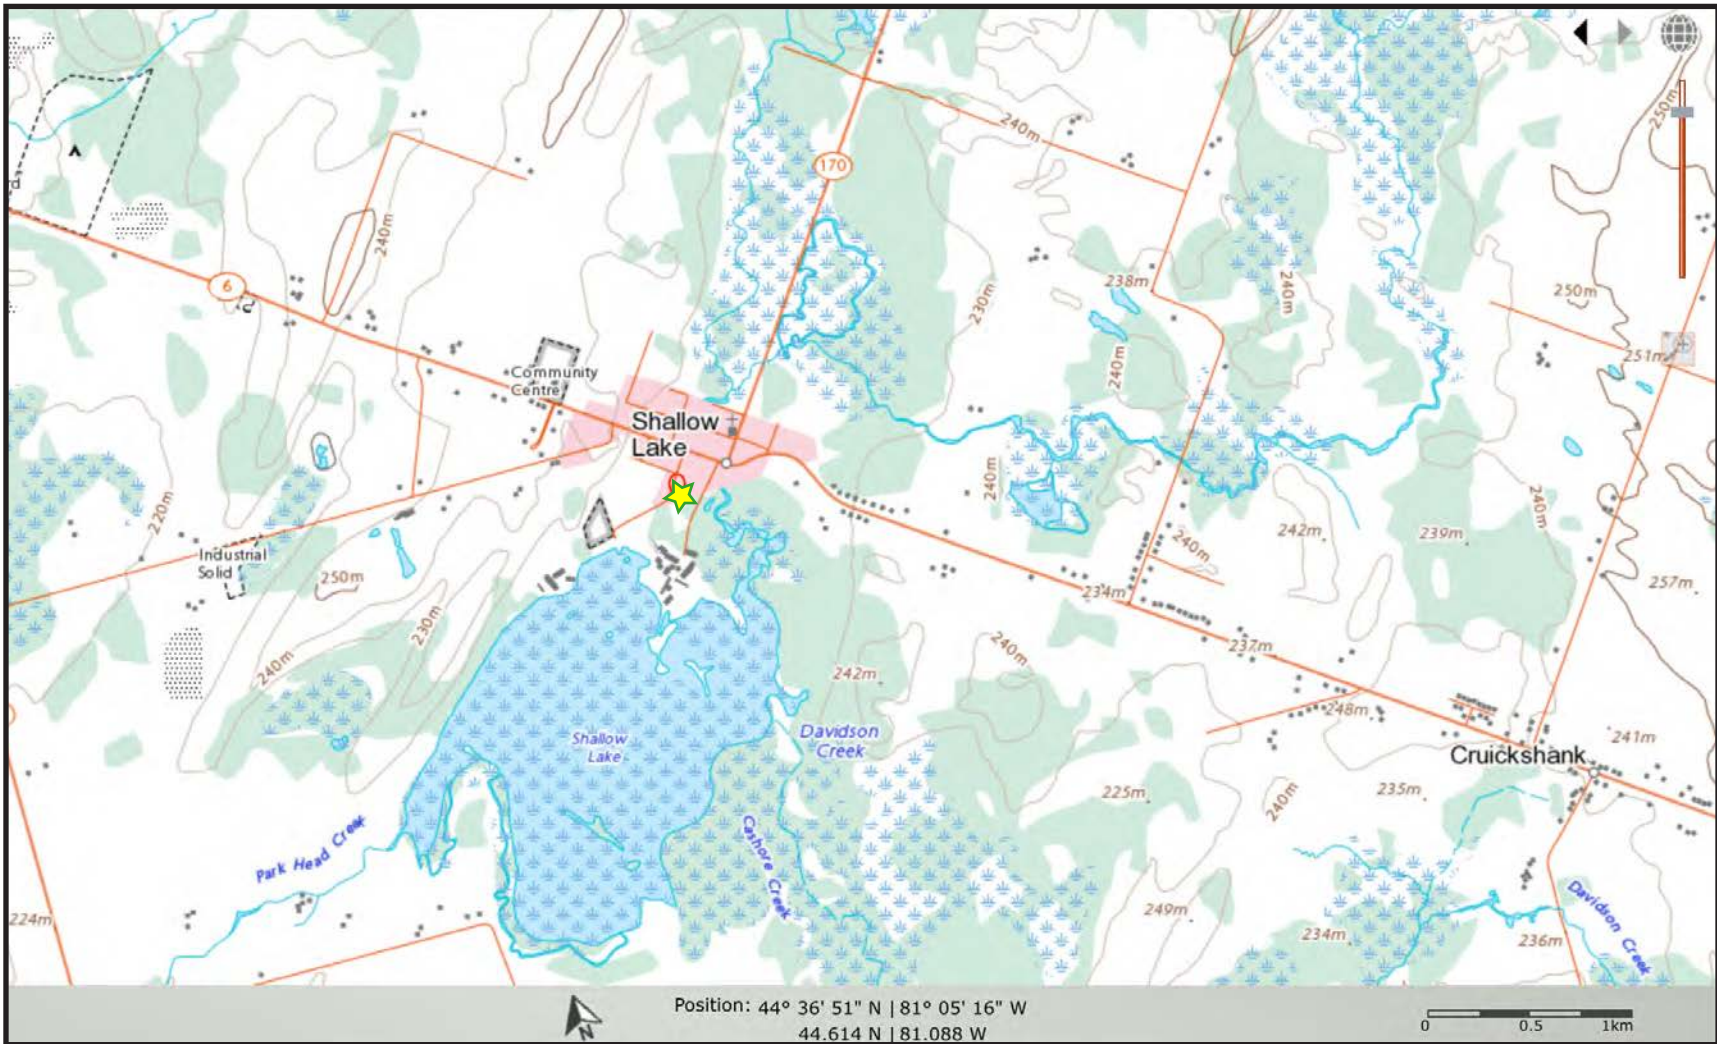 250m
240m
170
rd
240m
6
238m
240m
230m
250m
251m
240m
Community
Centre
Shallow
Lake
240m
220m
240m
242m
239m
240m
Industrial
Solid
250m
234m
257m
230m
237m
240m
240m
242m
248m
Davidson
Creek
Shallow
Lake
241m
Cruickshank
225m
240m
235m
Park Head Creek
Cashore Creek
224m
249m
234m
236m
Davidson Creek
N
Position: 44° 36' 51" N | 81° 05' 16" W
44.614 N | 81.088 W
0 0.5 1km